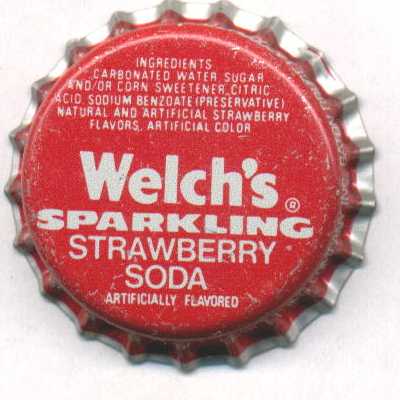 INGREDIENTS
CARBONATED WATER, SUGAR
AND/OR CORN SWEETENER, CITRIC
ACID, SODIUM BENZOATE (PRESERVATIVE)
NATURAL AND ARTIFICIAL STRAWBERRY
FLAVORS, ARTIFICIAL COLOR
Welch's ®
SPARKLING
STRAWBERRY
SODA
ARTIFICIALLY FLAVORED